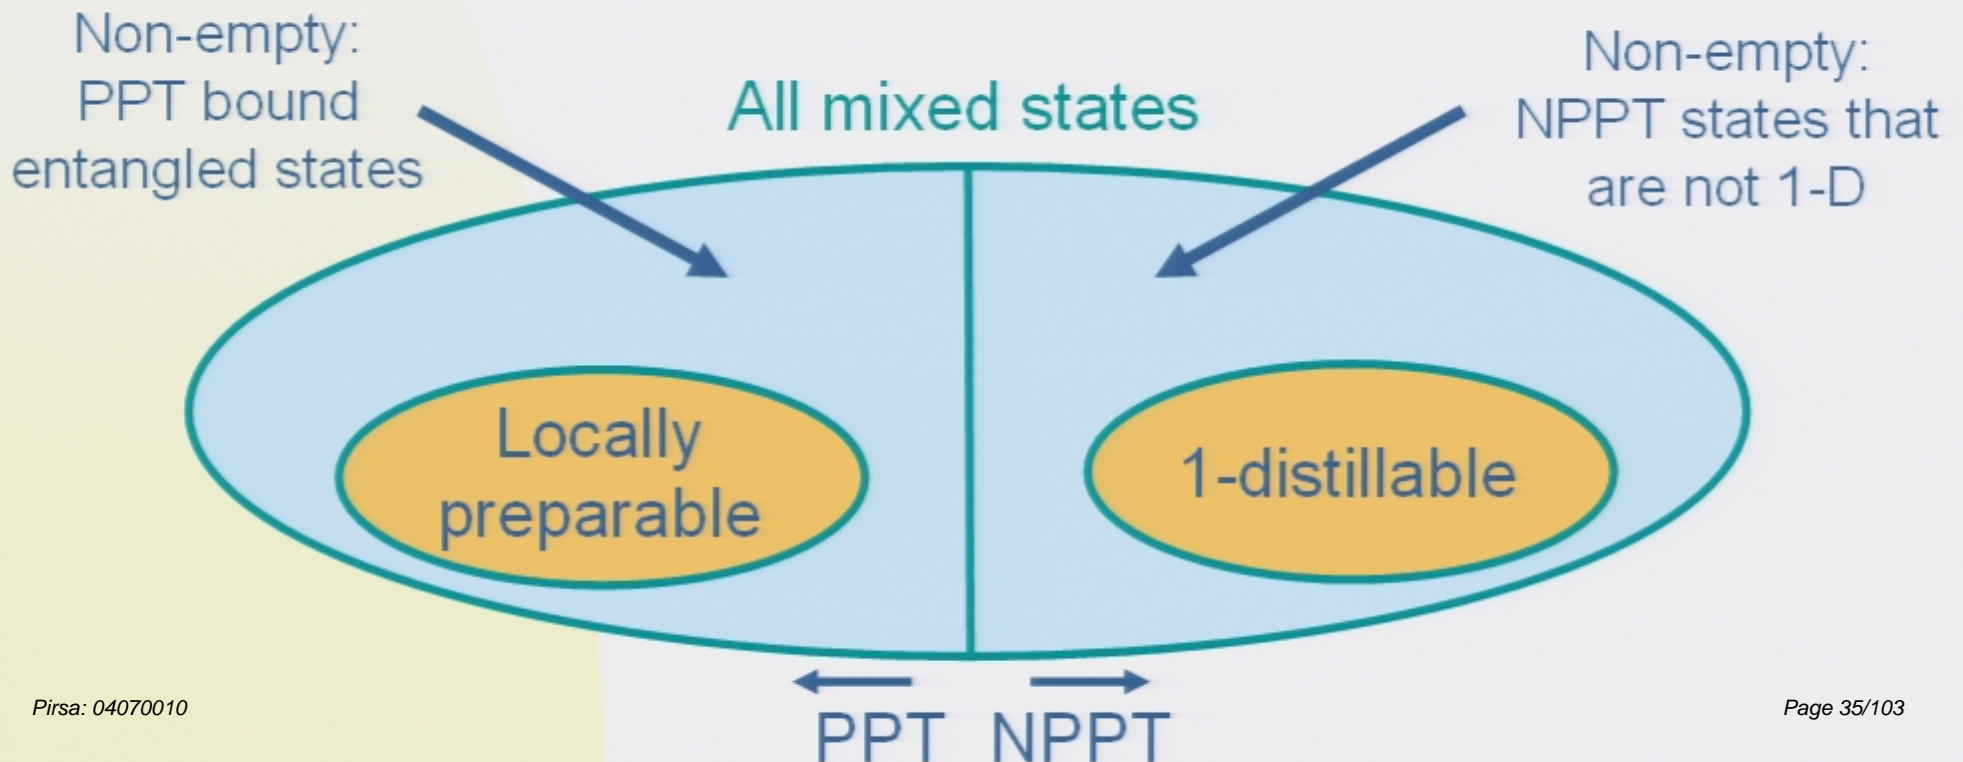 Non-empty:
PPT bound
entangled states
All mixed states
Non-empty:
NPPT states that
are not 1-D
Locally
preparable
1-distillable
PPT NPPT
Pirsa: 04070010
Page 35/103